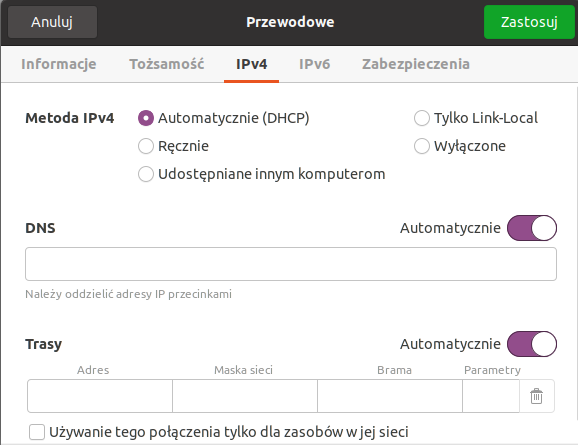 Anuluj Przewodowe Zastosuj
Informacje Tożsamość IPv4 IPv6 Zabezpieczenia
Metoda IPv4 Automatycznie (DHCP) Tylko Link-Local
Ręcznie Wyłączone
Udostępniane innym komputerom
DNS Automatycznie
Należy oddzielić adresy IP przecinkami
Trasy Automatycznie
Adres Maska sieci Brama Parametry
Używanie tego połączenia tylko dla zasobów w jej sieci